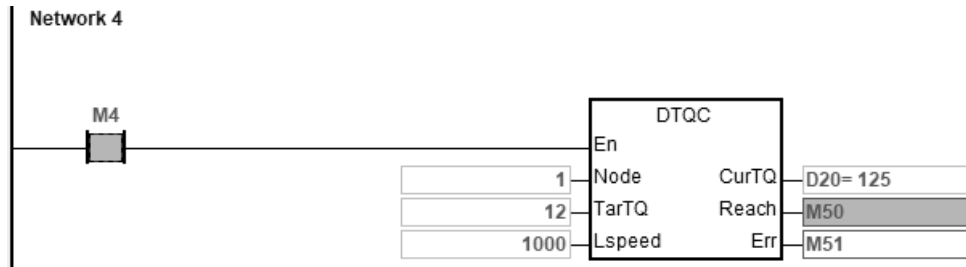 Network 4
M4
DTQC
En
1 Node CurTQ D20= 125
12 TarTQ Reach M50
1000 Lspeed Err M51